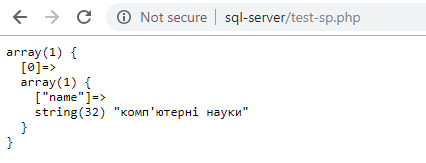 Not secure | sql-server/test-sp.php
array(1) {
[0]=>
array(1) {
["name"]=>
string(32) "комп'ютерні науки"
}
}